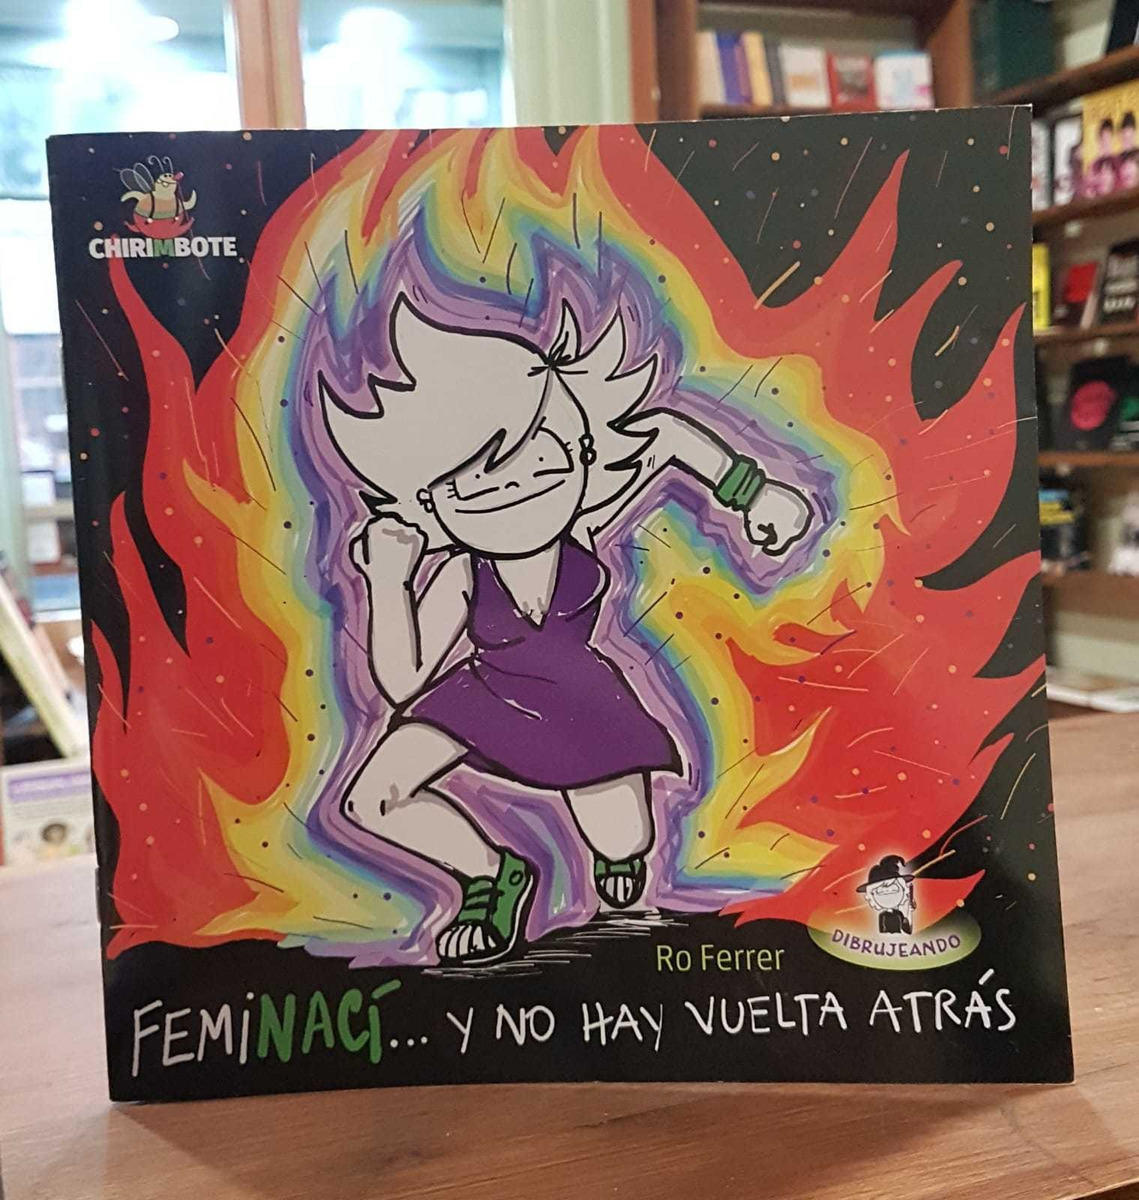 CHIRIMBOTE
Ro Ferrer
DIBRUJEANDO
FEMiNACÍ... Y NO HAY VUELTA ATRÁS